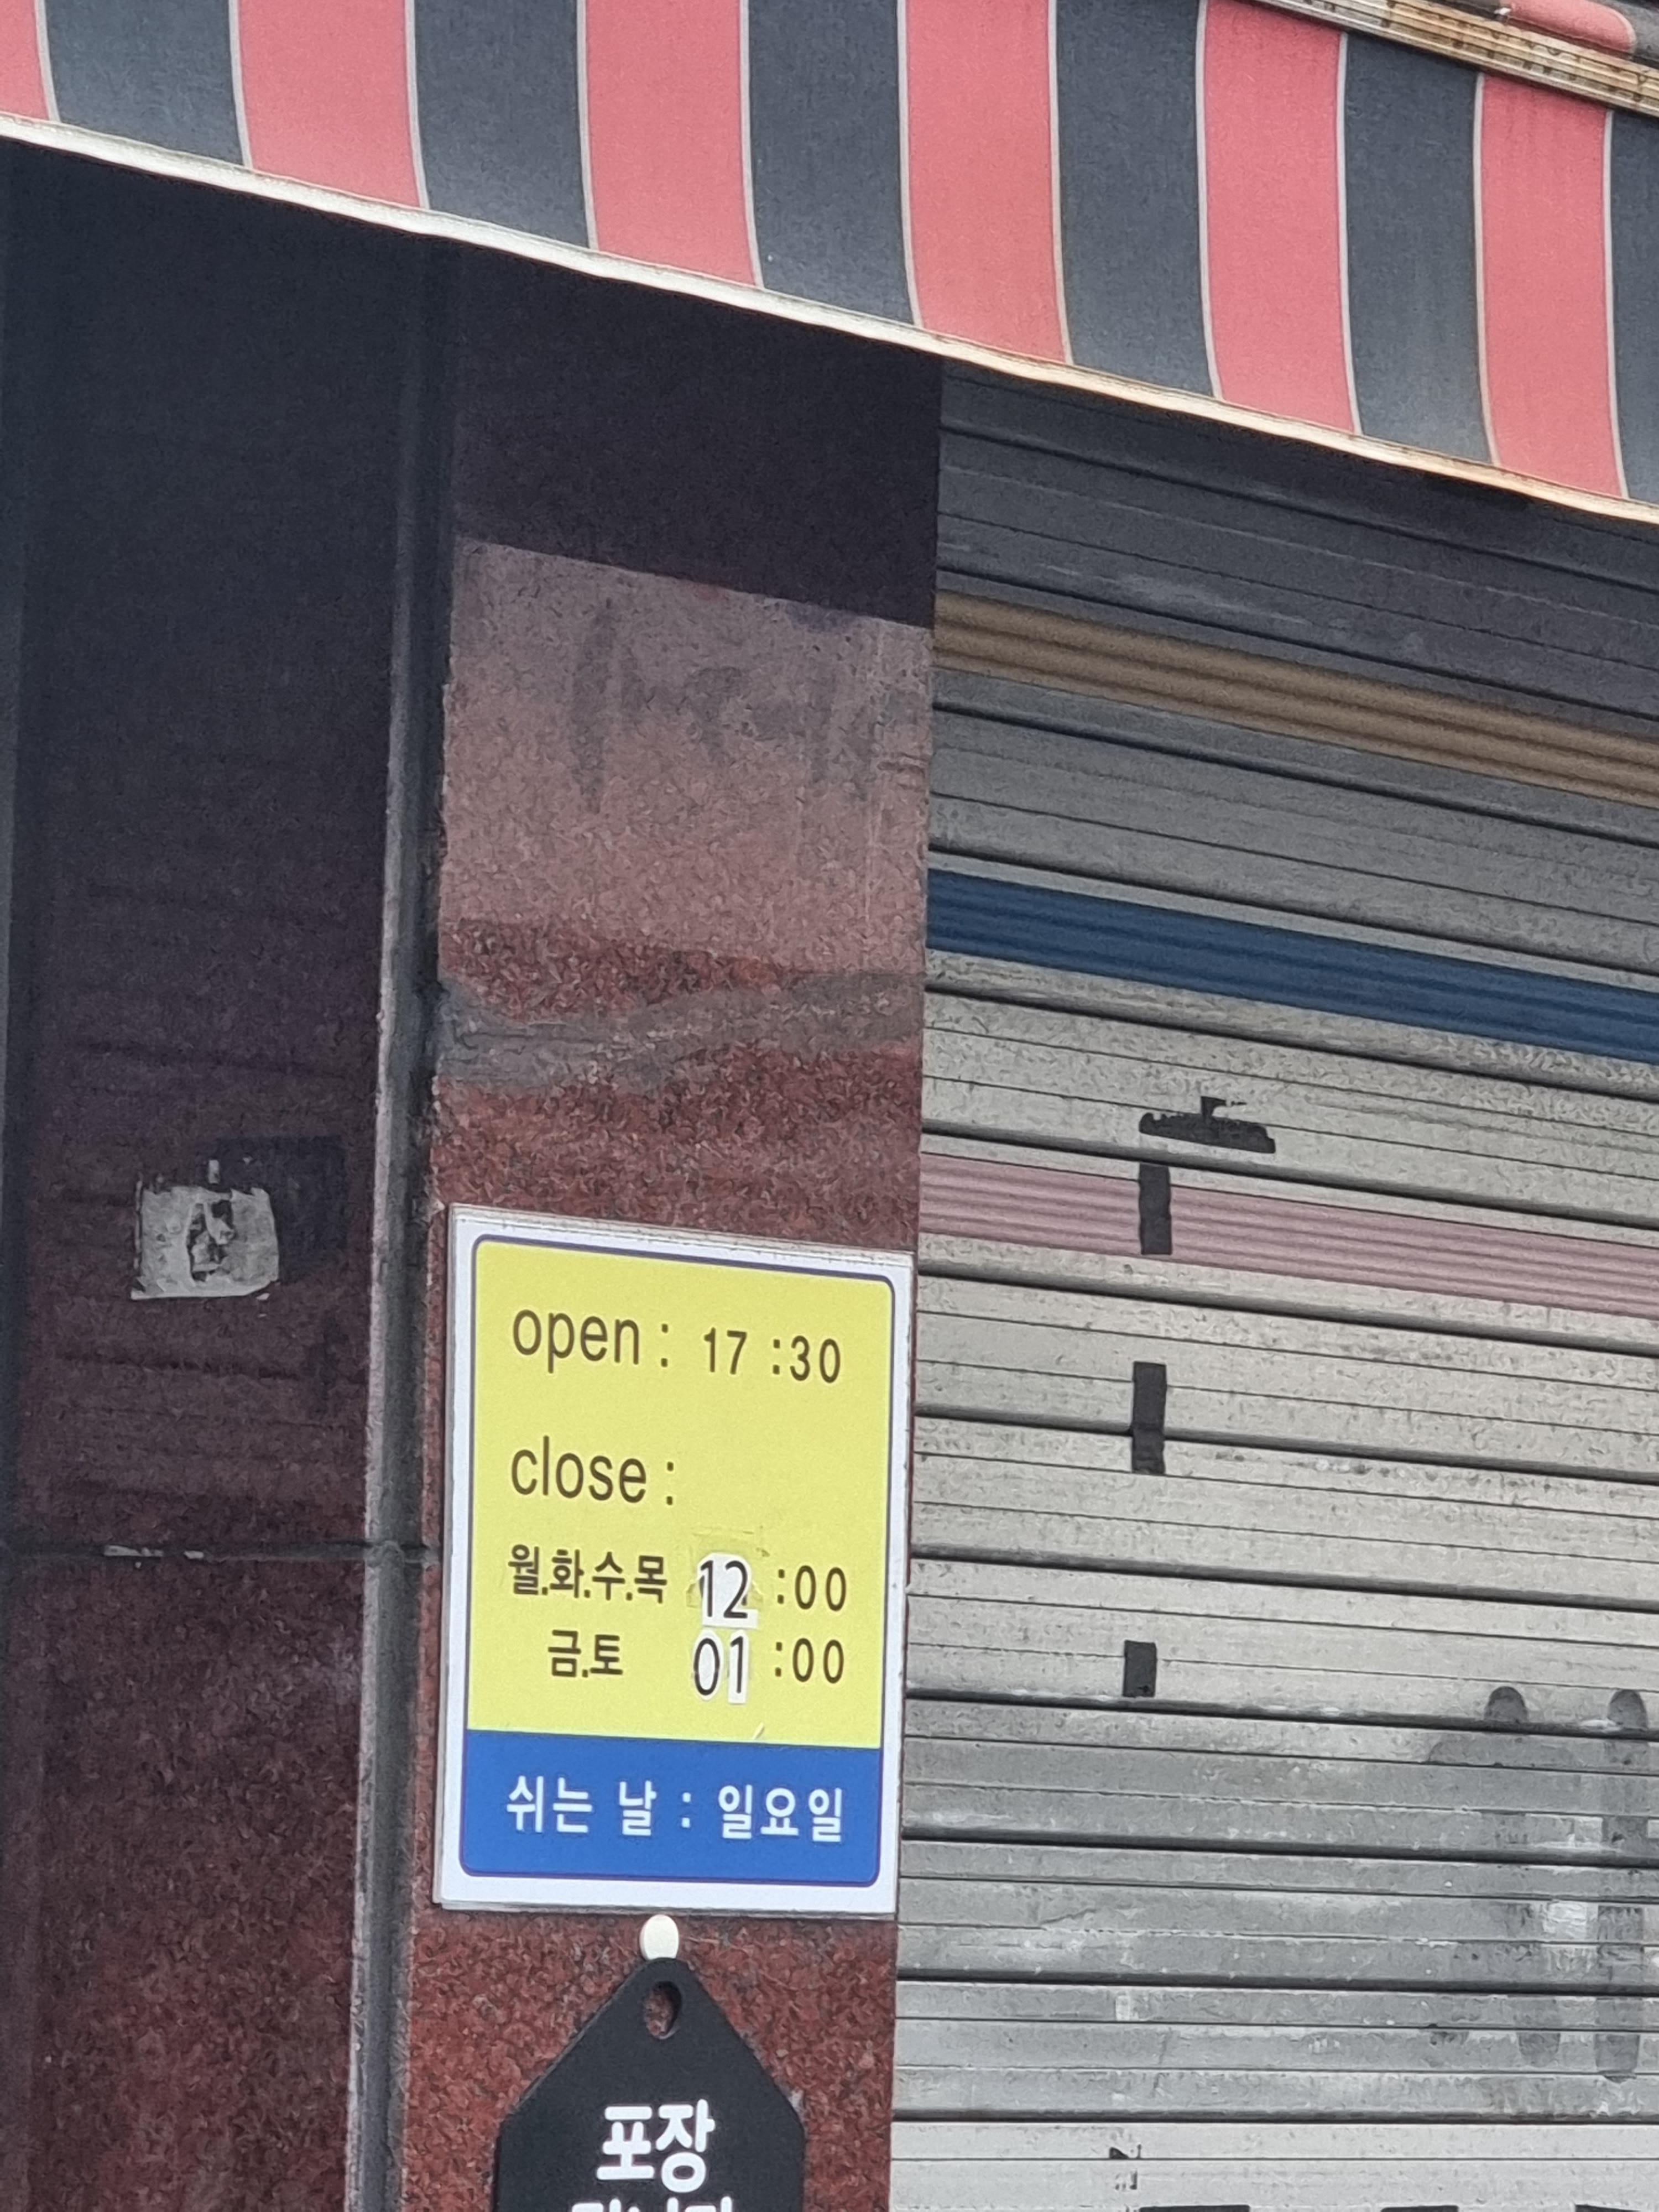 open : 17 :30
close :
월.화.수.목 12 :00
금.토 01 :00
쉬는 날 : 일요일
포장